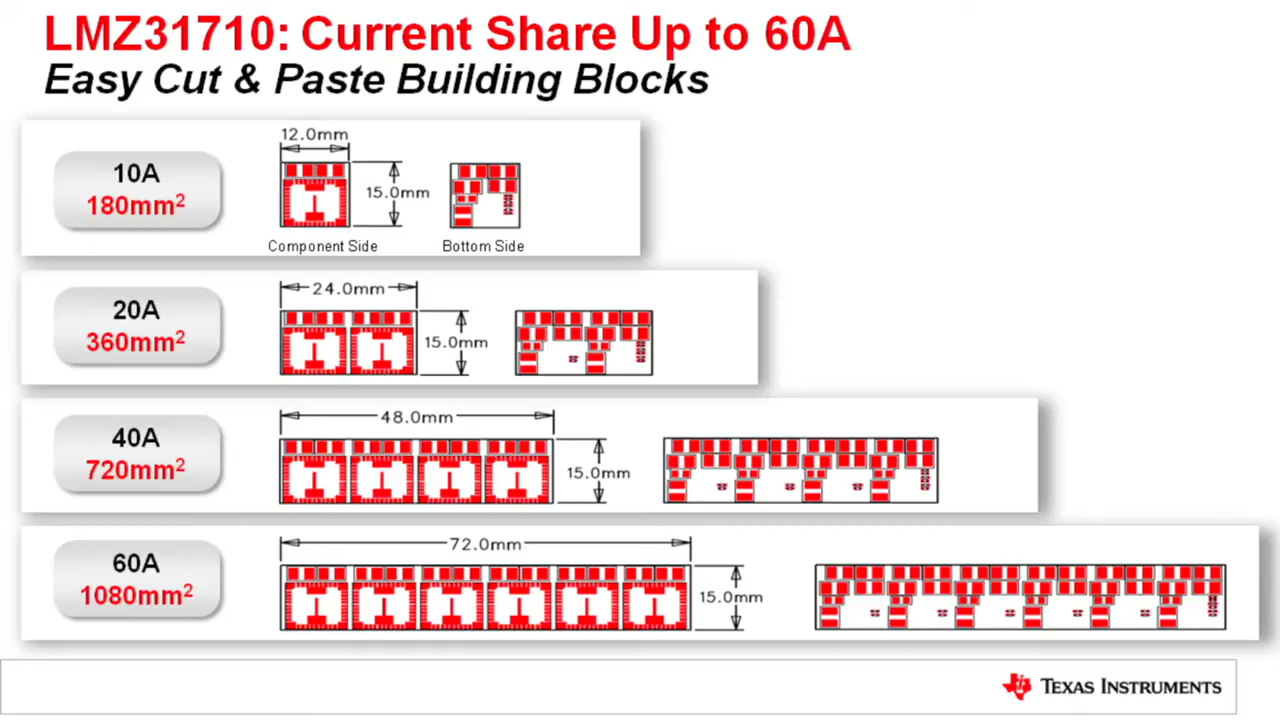 LMZ31710: Current Share Up to 60A
Easy Cut & Paste Building Blocks
10A
180mm²
12.0mm
15.0mm
Component Side
Bottom Side
20A
360mm²
24.0mm
15.0mm
40A
720mm²
48.0mm
15.0mm
60A
1080mm²
72.0mm
15.0mm
TEXAS INSTRUMENTS